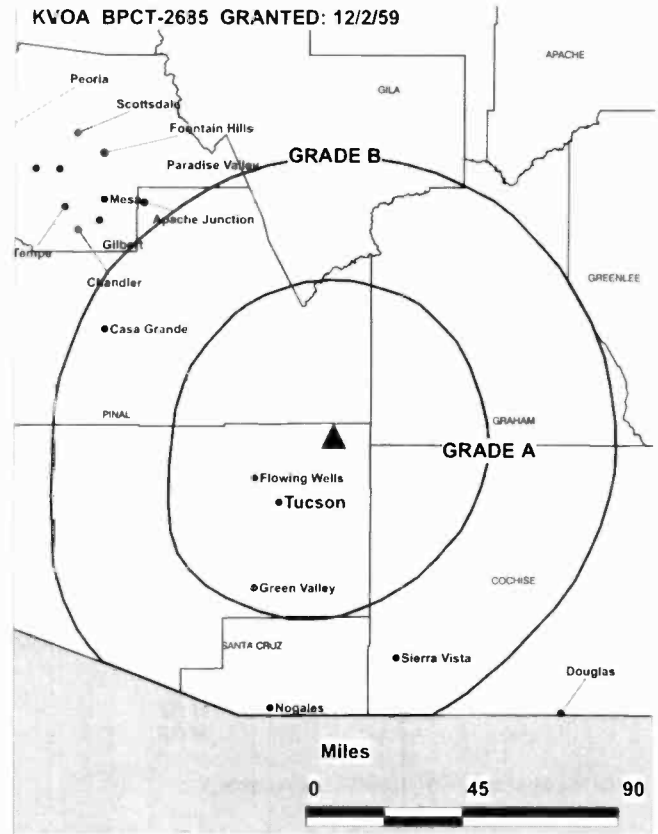 KVOA BPCT-2685 GRANTED: 12/2/59
APACHE
Peoria
GILA
Scottsdale
Fountain Hills
GRADE B
Paradise Valley
Mesa
Apache Junction
Gilbert
Tempe
Chandler
GREENLEE
Casa Grande
PINAL
GRAHAM
GRADE A
Flowing Wells
Tucson
COCHISE
Green Valley
SANTA CRUZ
Sierra Vista
Douglas
Nogales
Miles
0 45 90